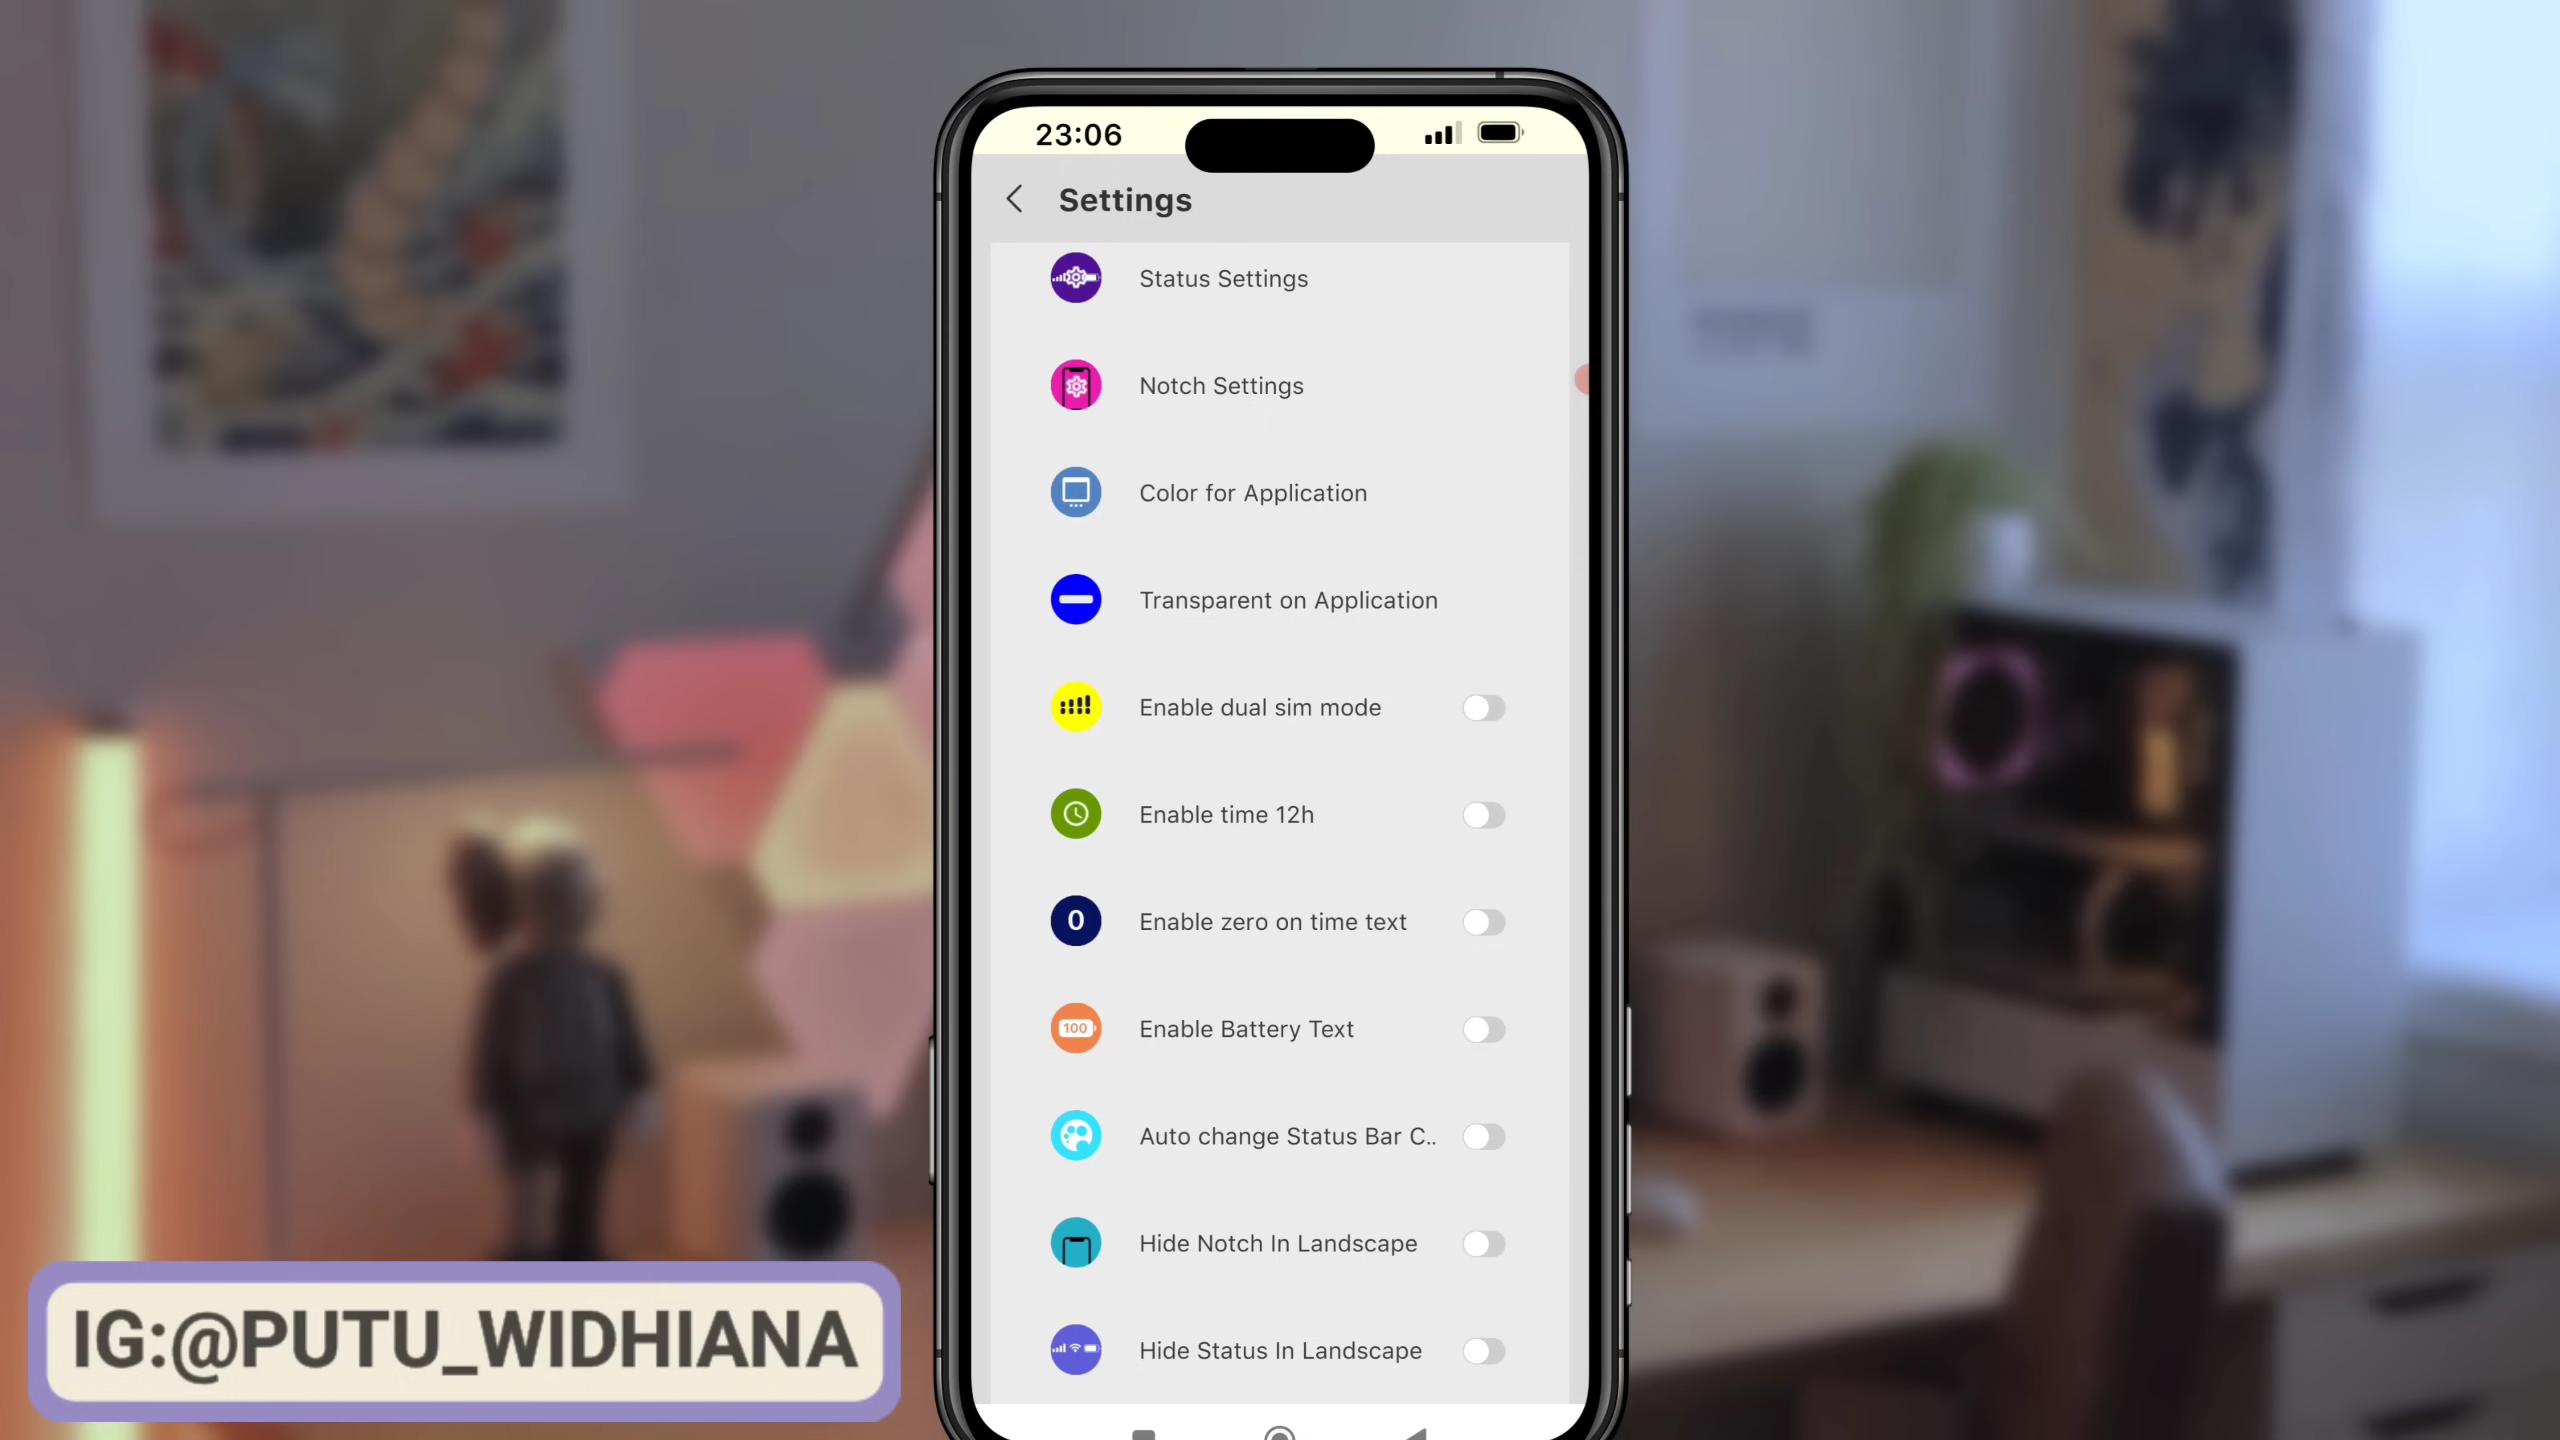 23:06
Settings
Status Settings
Notch Settings
Color for Application
Transparent on Application
Enable dual sim mode
Enable time 12h
0
Enable zero on time text
100
Enable Battery Text
Auto change Status Bar C..
Hide Notch In Landscape
Hide Status In Landscape
IG:@PUTU_WIDHIANA